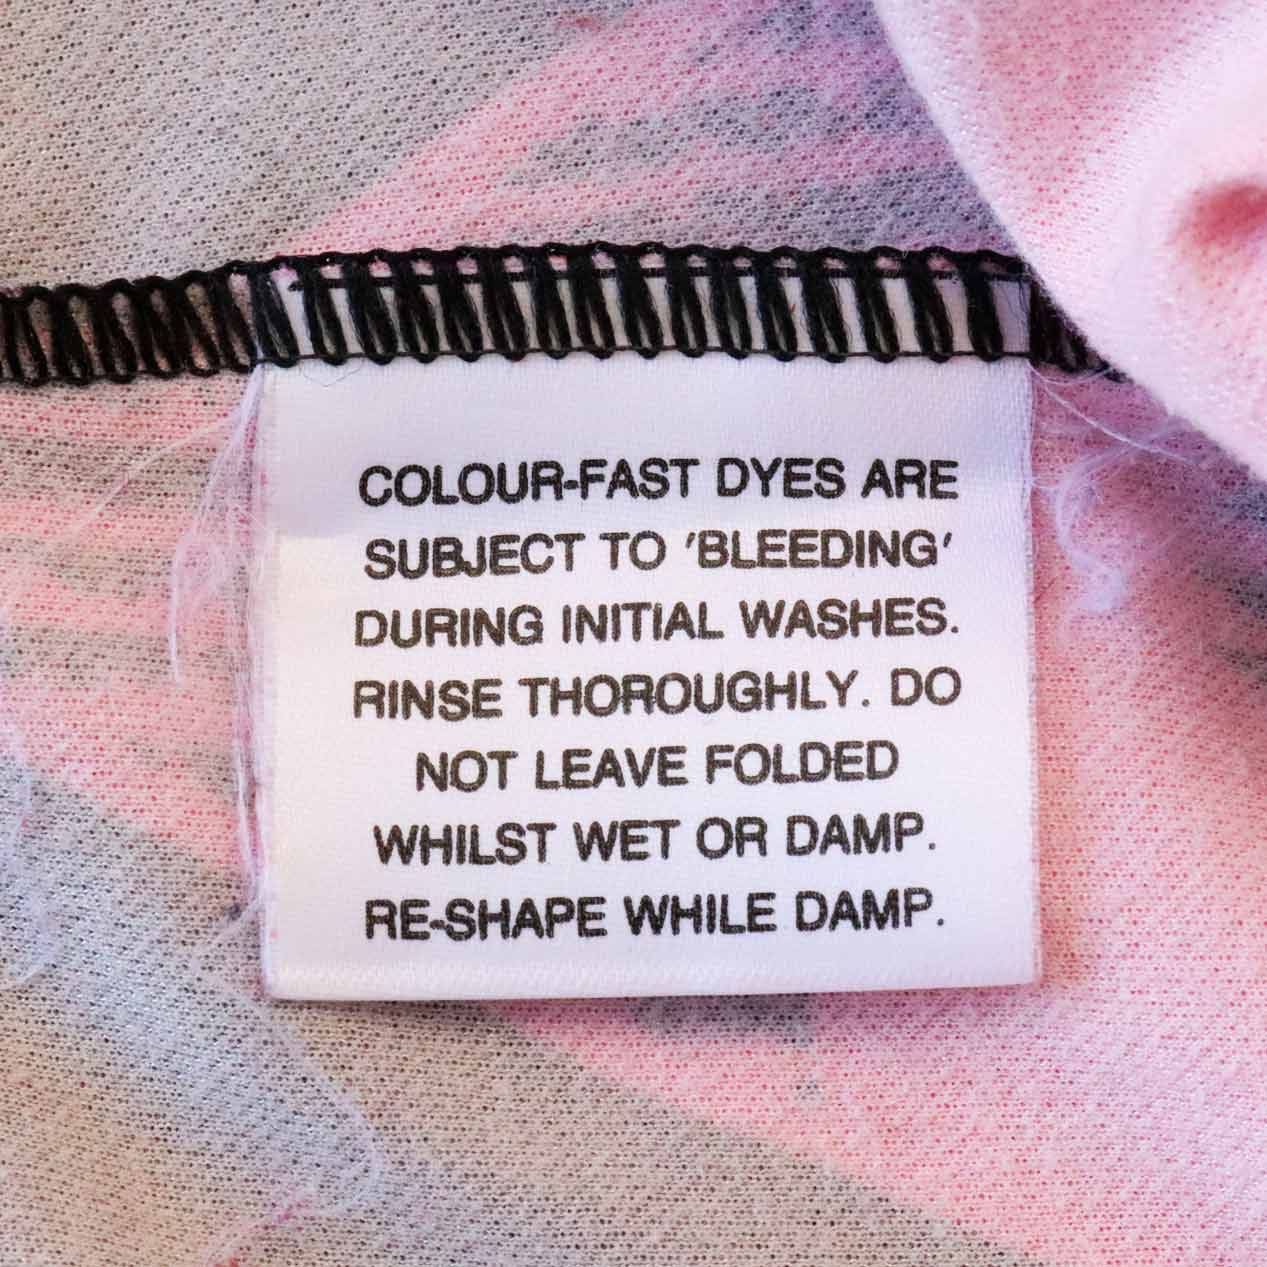 COLOUR-FAST DYES ARE
SUBJECT TO 'BLEEDING'
DURING INITIAL WASHES.
RINSE THOROUGHLY. DO
NOT LEAVE FOLDED
WHILST WET OR DAMP.
RE-SHAPE WHILE DAMP.